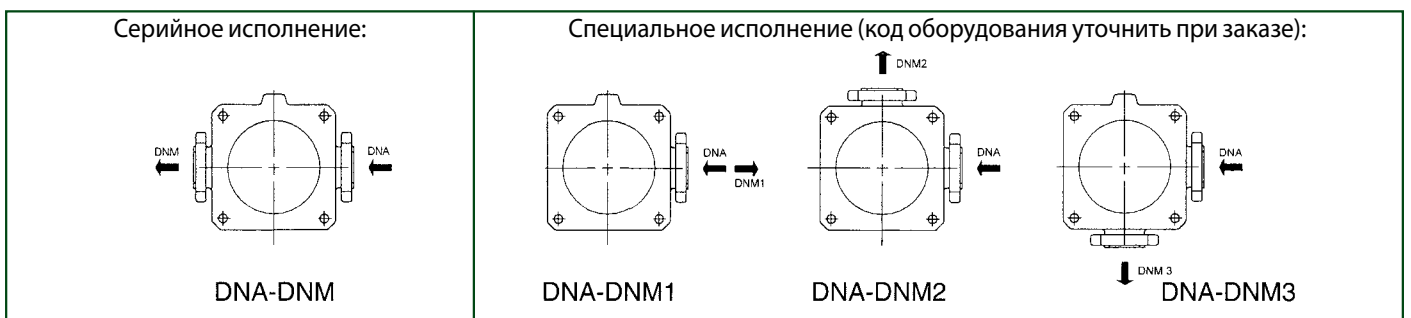 Серийное исполнение:
DNM
DNA
DNA-DNM
Специальное исполнение (код оборудования уточнить при заказе):
DNA
DNM1
DNA-DNM1
DNM2
DNA
DNA-DNM2
DNA
DNM 3
DNA-DNM3